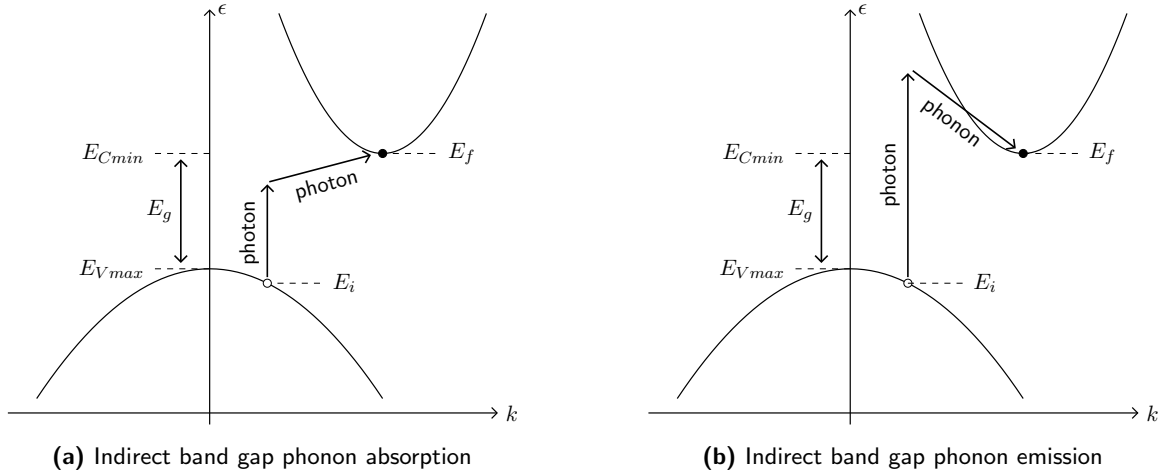 ϵ
E_{Cmin}
E_f
photon
E_g
photon
E_{Vmax}
E_i
k
(a) Indirect band gap phonon absorption
ϵ
phonon
E_{Cmin}
E_f
photon
E_g
E_{Vmax}
E_i
k
(b) Indirect band gap phonon emission